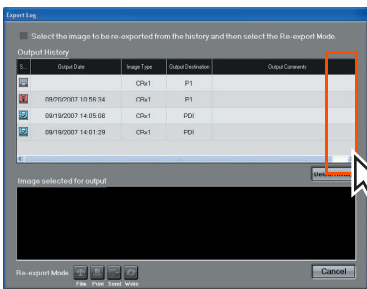 Export Log
Select the image to be re-exported from the history and then select the Re-export Mode.
Output History
S... Output Date Image Type Output Destination Output Comments
CRx1 P1
08/20/2007 10:56:34 CRx1 P1
09/19/2007 14:05:06 CRx1 PDI
09/19/2007 14:01:29 CRx1 PDI
Image selected for output
Re-export Mode
File Print Send Write
Cancel